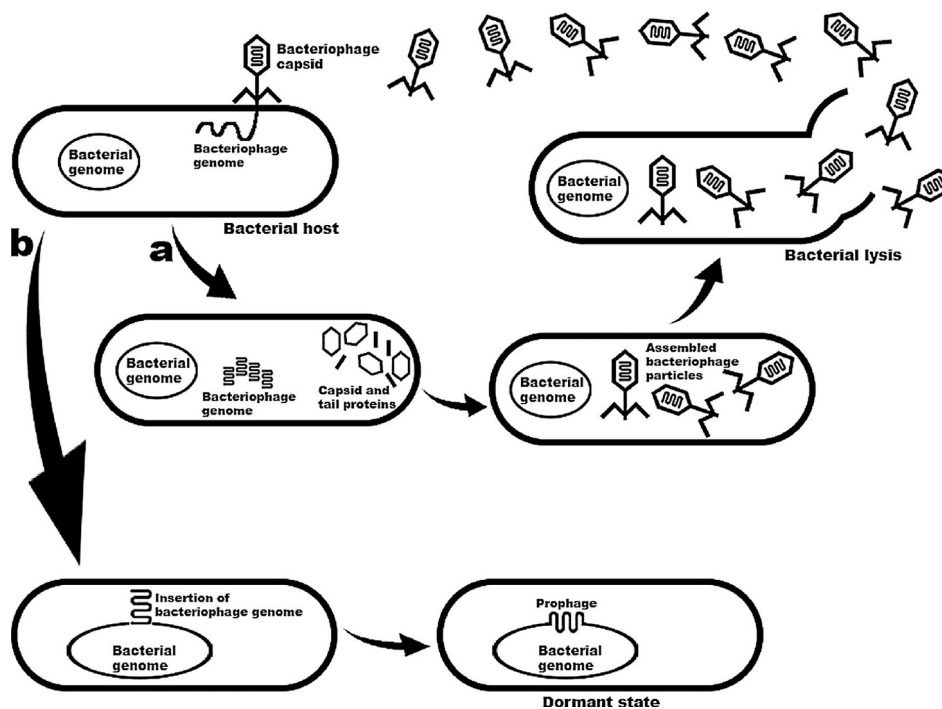 Bacteriophage
capsid
Bacterial
genome
Bacteriophage
genome
Bacterial host
Bacterial
genome
Bacterial lysis
b
a
Bacterial
genome
Bacteriophage
genome
Capsid and
tail proteins
Assembled
bacteriophage
particles
Bacterial
genome
Insertion of
bacteriophage genome
Bacterial
genome
Prophage
Bacterial
genome
Dormant state